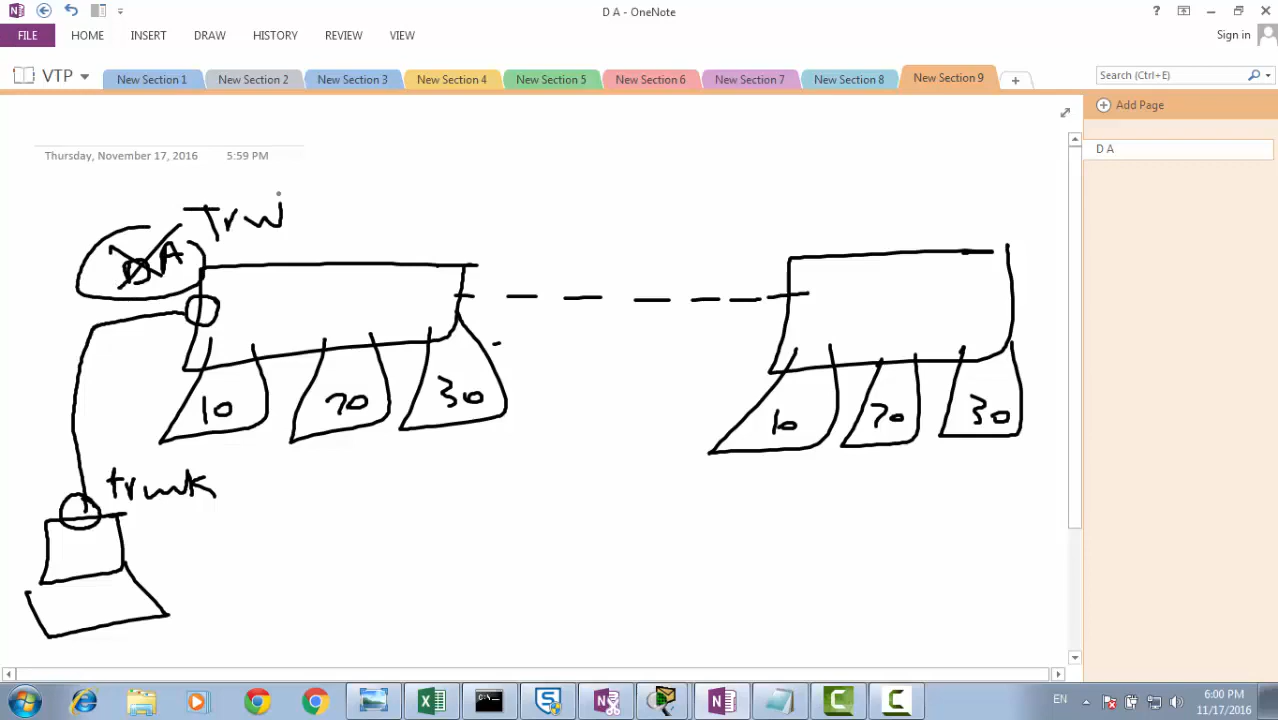 D A - OneNote
FILE HOME INSERT DRAW HISTORY REVIEW VIEW
Sign in
VTP
New Section 1 New Section 2 New Section 3 New Section 4 New Section 5 New Section 6 New Section 7 New Section 8 New Section 9
Search (Ctrl+E)
Add Page
D A
Thursday, November 17, 2016 5:59 PM
DA
10 20 30
10 20 30
trunk
EN
6:00 PM
11/17/2016